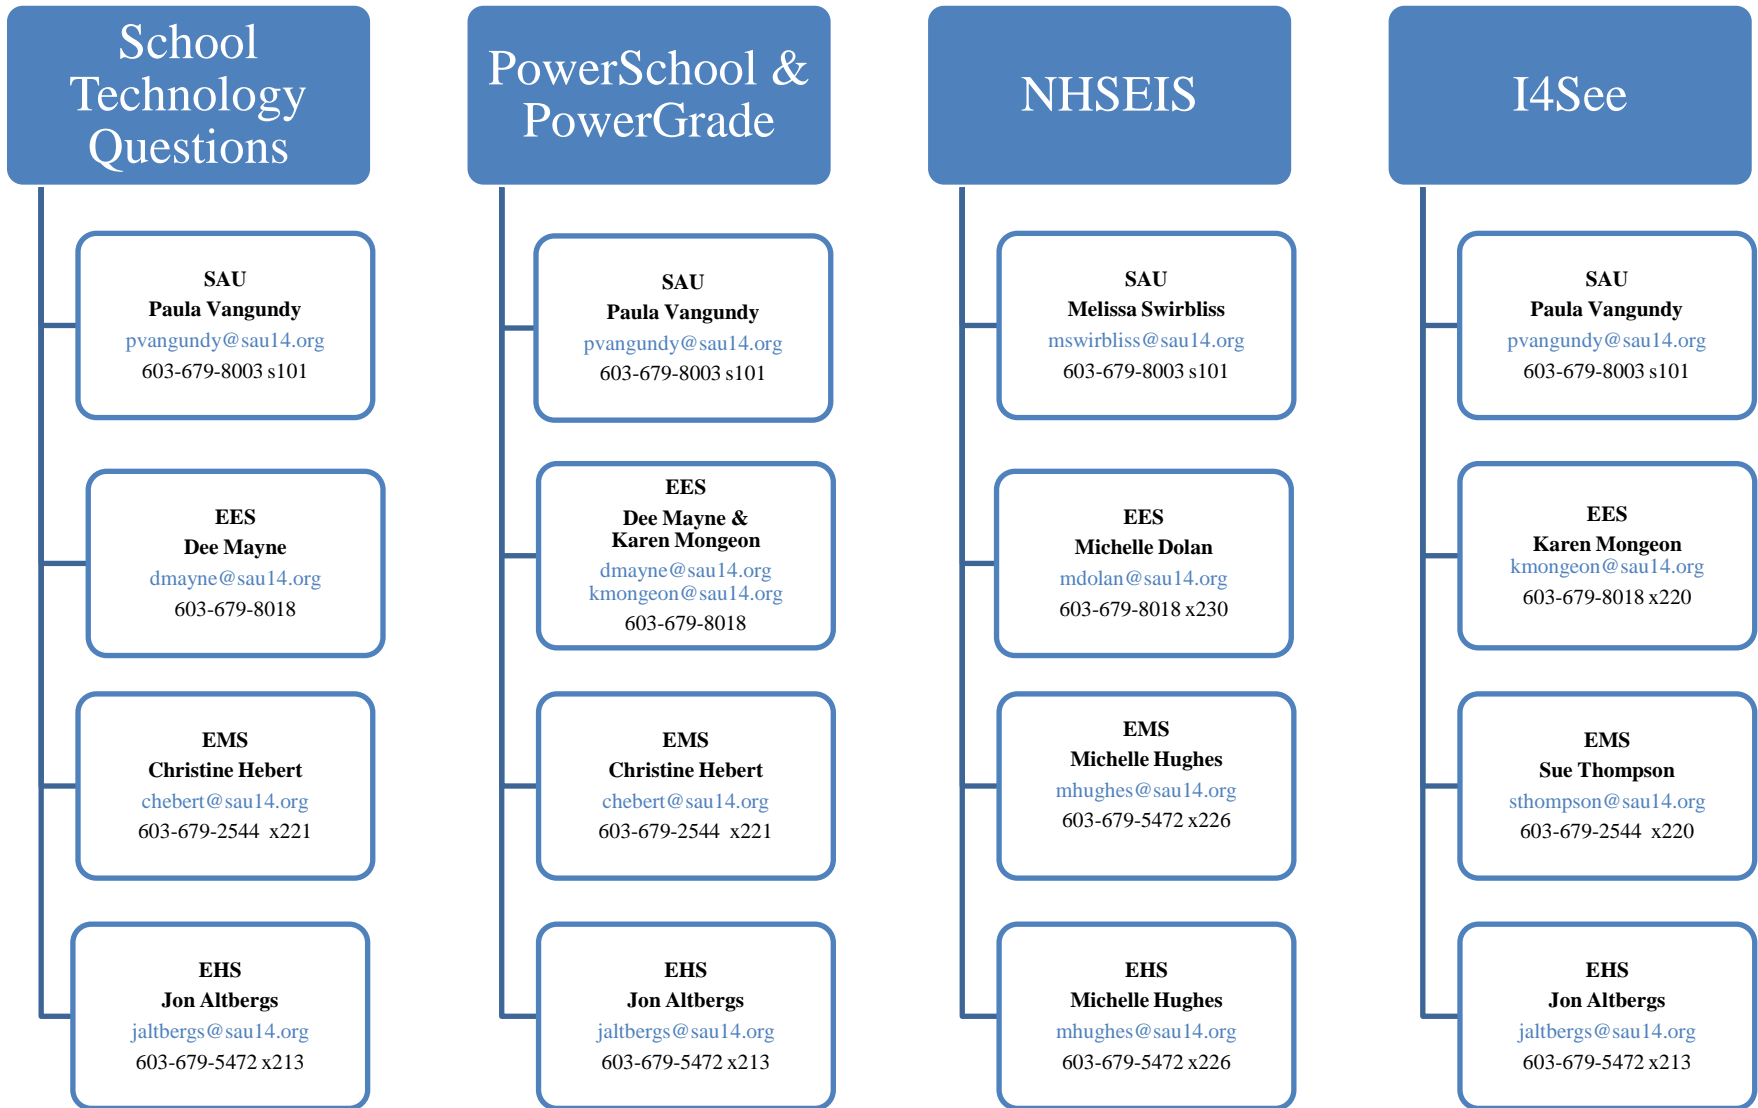 School
Technology
Questions
SAU
Paula Vangundy
pvangundy@sau14.org
603-679-8003 s101
EES
Dee Mayne
dmayne@sau14.org
603-679-8018
EMS
Christine Hebert
chebert@sau14.org
603-679-2544  x221
EHS
Jon Altbergs
jaltbergs@sau14.org
603-679-5472 x213
PowerSchool &
PowerGrade
SAU
Paula Vangundy
pvangundy@sau14.org
603-679-8003 s101
EES
Dee Mayne &
Karen Mongeon
dmayne@sau14.org
kmongeon@sau14.org
603-679-8018
EMS
Christine Hebert
chebert@sau14.org
603-679-2544  x221
EHS
Jon Altbergs
jaltbergs@sau14.org
603-679-5472 x213
NHSEIS
SAU
Melissa Swirbliss
mswirbliss@sau14.org
603-679-8003 s101
EES
Michelle Dolan
mdolan@sau14.org
603-679-8018 x230
EMS
Michelle Hughes
mhughes@sau14.org
603-679-5472 x226
EHS
Michelle Hughes
mhughes@sau14.org
603-679-5472 x226
I4See
SAU
Paula Vangundy
pvangundy@sau14.org
603-679-8003 s101
EES
Karen Mongeon
kmongeon@sau14.org
603-679-8018 x220
EMS
Sue Thompson
sthompson@sau14.org
603-679-2544  x220
EHS
Jon Altbergs
jaltbergs@sau14.org
603-679-5472 x213